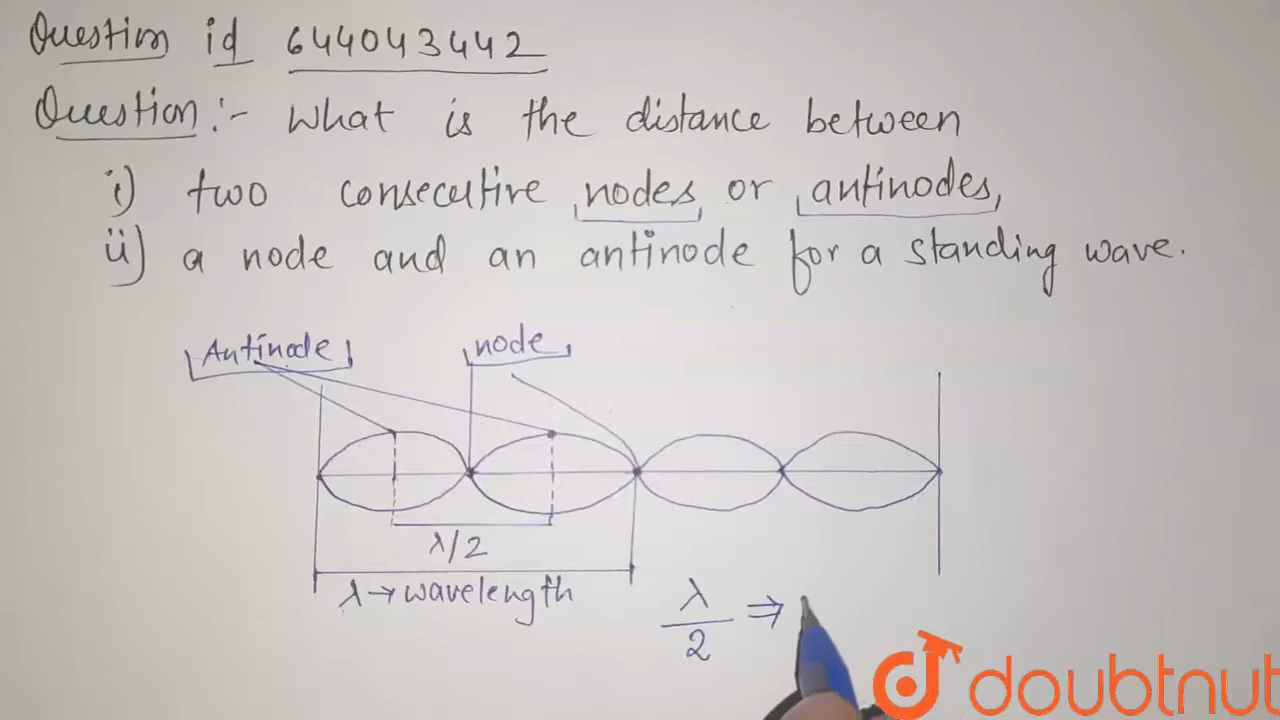 Question id 644043442
Question:- What is the distance between
i) two consecutive nodes or antinodes,
ii) a node and an antinode for a standing wave.
Antinode node
λ/2
λ → wavelength
λ/2 ⇒
doubtnut